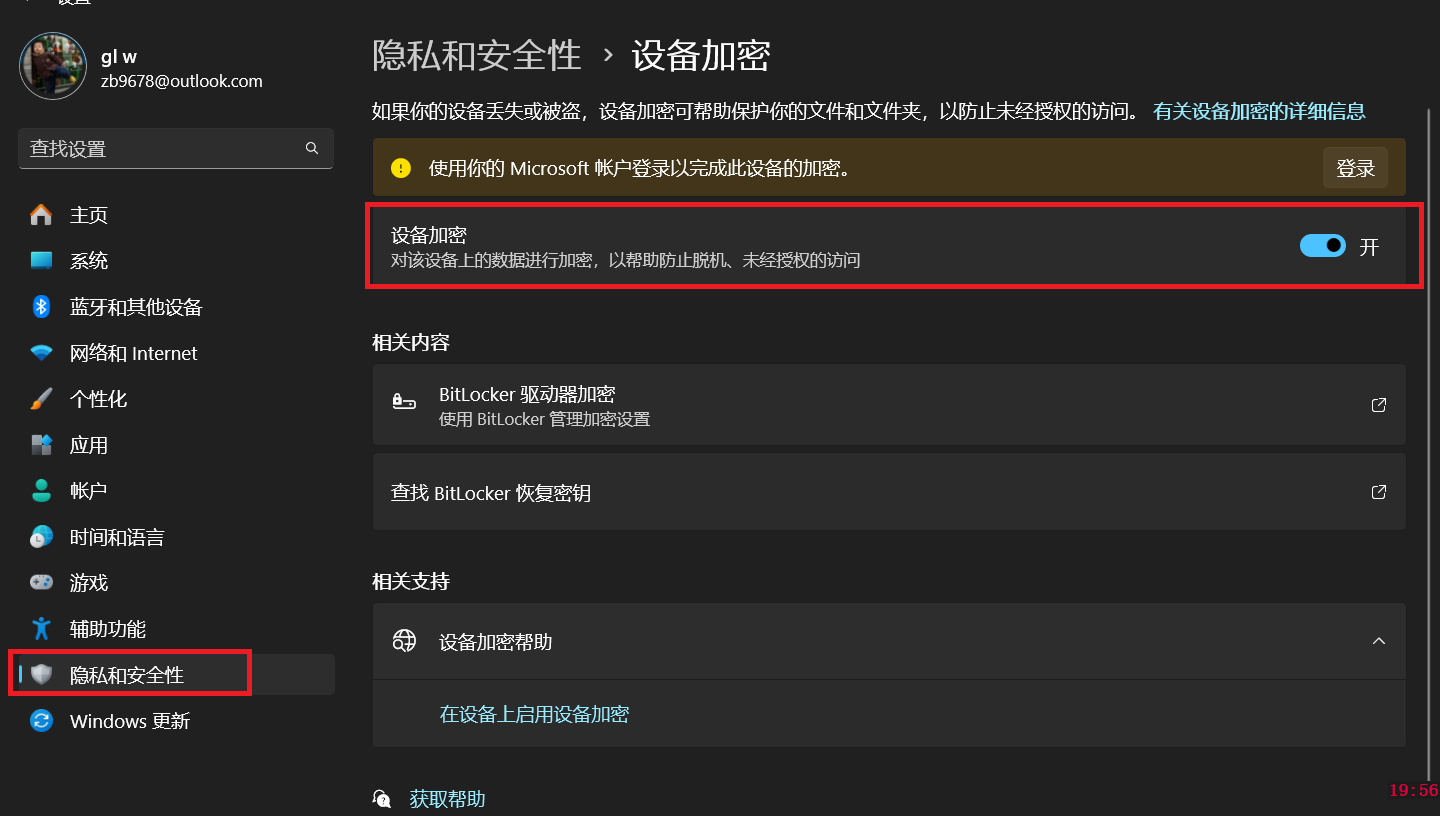 设置
gl w
zb9678@outlook.com
查找设置
主页
系统
蓝牙和其他设备
网络和 Internet
个性化
应用
帐户
时间和语言
游戏
辅助功能
隐私和安全性
Windows 更新
隐私和安全性 › 设备加密
如果你的设备丢失或被盗，设备加密可帮助保护你的文件和文件夹，以防止未经授权的访问。 有关设备加密的详细信息
使用你的 Microsoft 帐户登录以完成此设备的加密。 登录
设备加密
对该设备上的数据进行加密，以帮助防止脱机、未经授权的访问
开
相关内容
BitLocker 驱动器加密
使用 BitLocker 管理加密设置
查找 BitLocker 恢复密钥
相关支持
设备加密帮助
在设备上启用设备加密
获取帮助
19:56